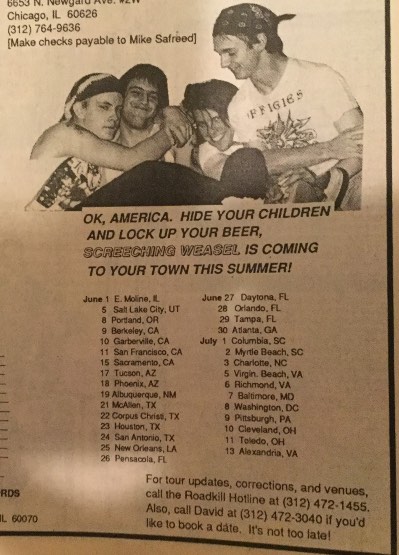 6653 N. Newgard Ave. #2W
Chicago, IL 60626
(312) 764-9636
[Make checks payable to Mike Safreed]
EFFIGIES
OK, AMERICA. HIDE YOUR CHILDREN
AND LOCK UP YOUR BEER,
SCREECHING WEASEL IS COMING
TO YOUR TOWN THIS SUMMER!
June 1 E. Moline, IL
5 Salt Lake City, UT
8 Portland, OR
9 Berkeley, CA
10 Garberville, CA
11 San Francisco, CA
15 Sacramento, CA
17 Tucson, AZ
18 Phoenix, AZ
19 Albuquerque, NM
21 McAllen, TX
22 Corpus Christi, TX
23 Houston, TX
24 San Antonio, TX
25 New Orleans, LA
26 Pensacola, FL
June 27 Daytona, FL
28 Orlando, FL
29 Tampa, FL
30 Atlanta, GA
July 1 Columbia, SC
2 Myrtle Beach, SC
3 Charlotte, NC
5 Virgin. Beach, VA
6 Richmond, VA
7 Baltimore, MD
8 Washington, DC
9 Pittsburgh, PA
10 Cleveland, OH
11 Toledo, OH
13 Alexandria, VA
For tour updates, corrections, and venues,
call the Roadkill Hotline at (312) 472-1455.
Also, call David at (312) 472-3040 if you'd
like to book a date. It's not too late!
RDS
IL 60070